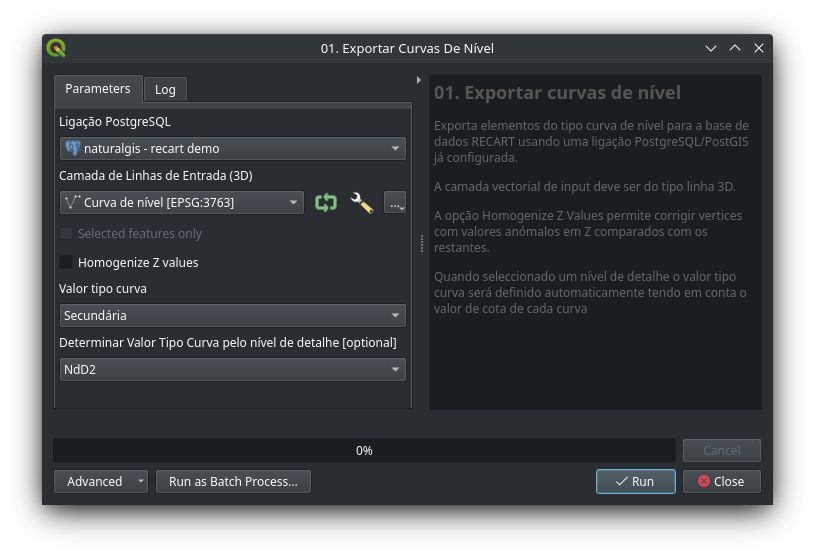 01. Exportar Curvas De Nível
Parameters
Log
Ligação PostgreSQL
naturalgis - recart demo
Camada de Linhas de Entrada (3D)
Curva de nível [EPSG:3763]
...
Selected features only
Homogenize Z values
Valor tipo curva
Secundária
Determinar Valor Tipo Curva pelo nível de detalhe [optional]
NdD2
01. Exportar curvas de nível
Exporta elementos do tipo curva de nível para a base de
dados RECART usando uma ligação PostgreSQL/PostGIS
já configurada.
A camada vectorial de input deve ser do tipo linha 3D.
A opção Homogenize Z Values permite corrigir vertices
com valores anómalos em Z comparados com os
restantes.
Quando seleccionado um nível de detalhe o valor tipo
curva será definido automaticamente tendo em conta o
valor de cota de cada curva
0%
Cancel
Advanced
Run as Batch Process...
Run
Close